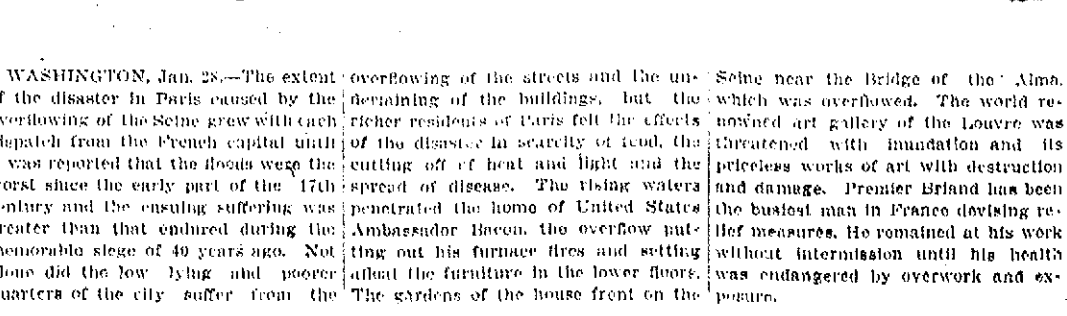 WASHINGTON, Jan. 28.—The extent
f the disaster in Paris caused by the
verflowing of the Seine grew with each
ispatch from the French capital until
was reported that the floods were the
orst since the early part of the 17th
entury and the ensuing suffering was
reater than that endured during the
emorable siege of 40 years ago. Not
lone did the low lying and poorer
uarters of the city suffer from the
overflowing of the streets and the un-
dermining of the buildings, but the
richer residents of Paris felt the effects
of the disaster in scarcity of food, the
cutting off of heat and light and the
spread of disease. The rising waters
penetrated the home of United States
Ambassador Bacon, the overflow put-
ting out his furnace fires and setting
afloat the furniture in the lower floors.
The gardens of the house front on the
Seine near the Bridge of the Alma,
which was overflowed. The world re-
nowned art gallery of the Louvre was
threatened with inundation and its
priceless works of art with destruction
and damage. Premier Briand has been
the busiest man in France devising re-
lief measures. He remained at his work
without intermission until his health
was endangered by overwork and ex-
posure.